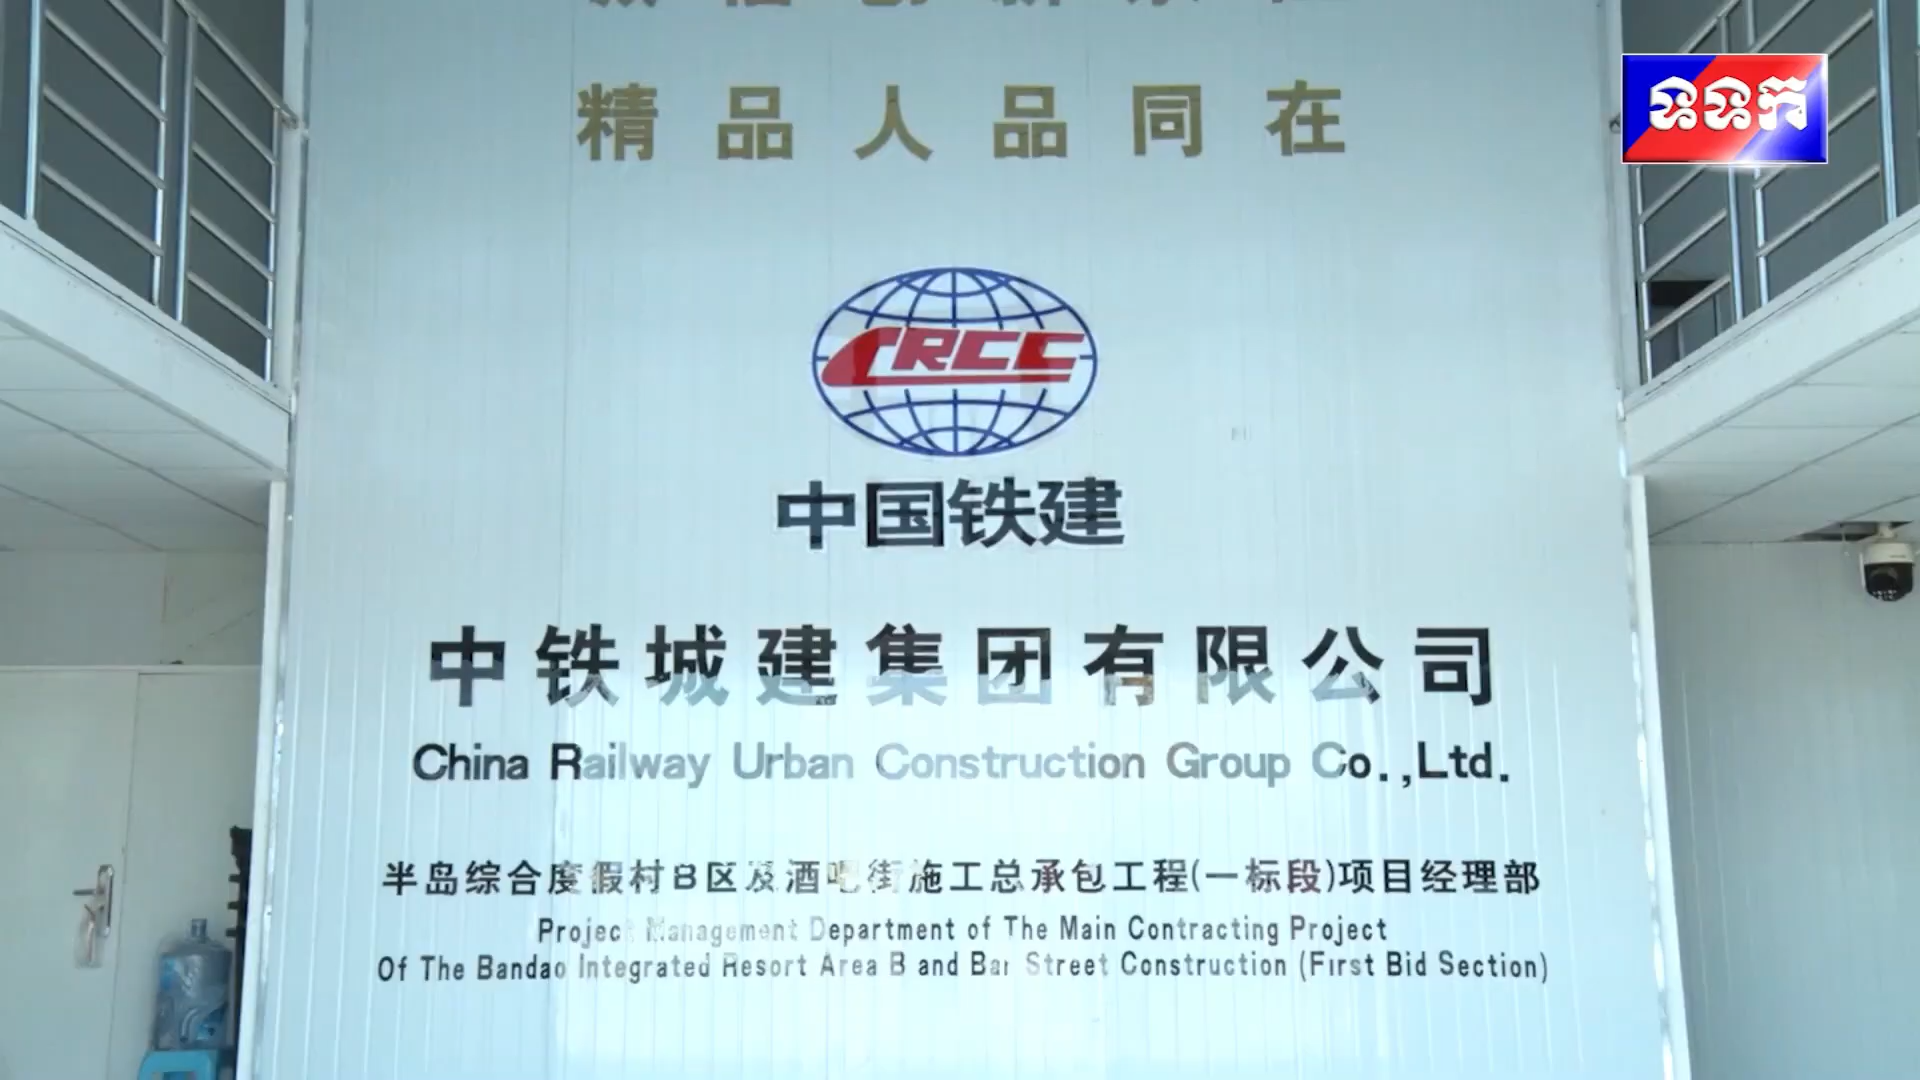 精品人品同在
ទទក
CRCC
中国铁建
中铁城建集团有限公司
China Railway Urban Construction Group Co.,Ltd.
半岛综合度假村B区及酒吧街施工总承包工程(一标段)项目经理部
Project Management Department of The Main Contracting Project
Of The Bandao Integrated Resort Area B and Bar Street Construction (First Bid Section)